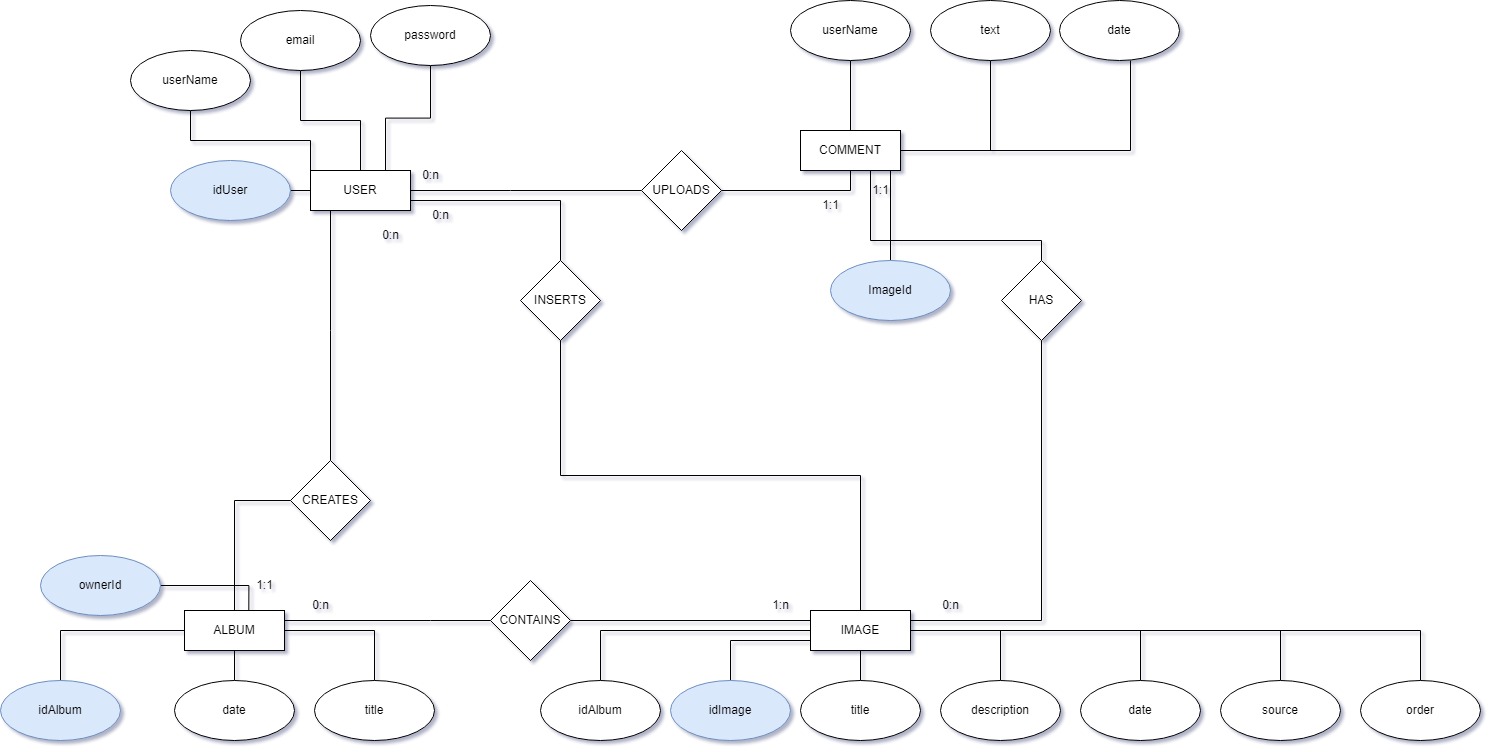 userName
text
date
email
password
userName
COMMENT
0:n
idUser
USER
UPLOADS
1:1
1:1
0:n
0:n
ImageId
INSERTS
HAS
CREATES
ownerId
1:1
0:n
1:n
0:n
CONTAINS
ALBUM
IMAGE
idAlbum
date
title
idAlbum
idImage
title
description
date
source
order